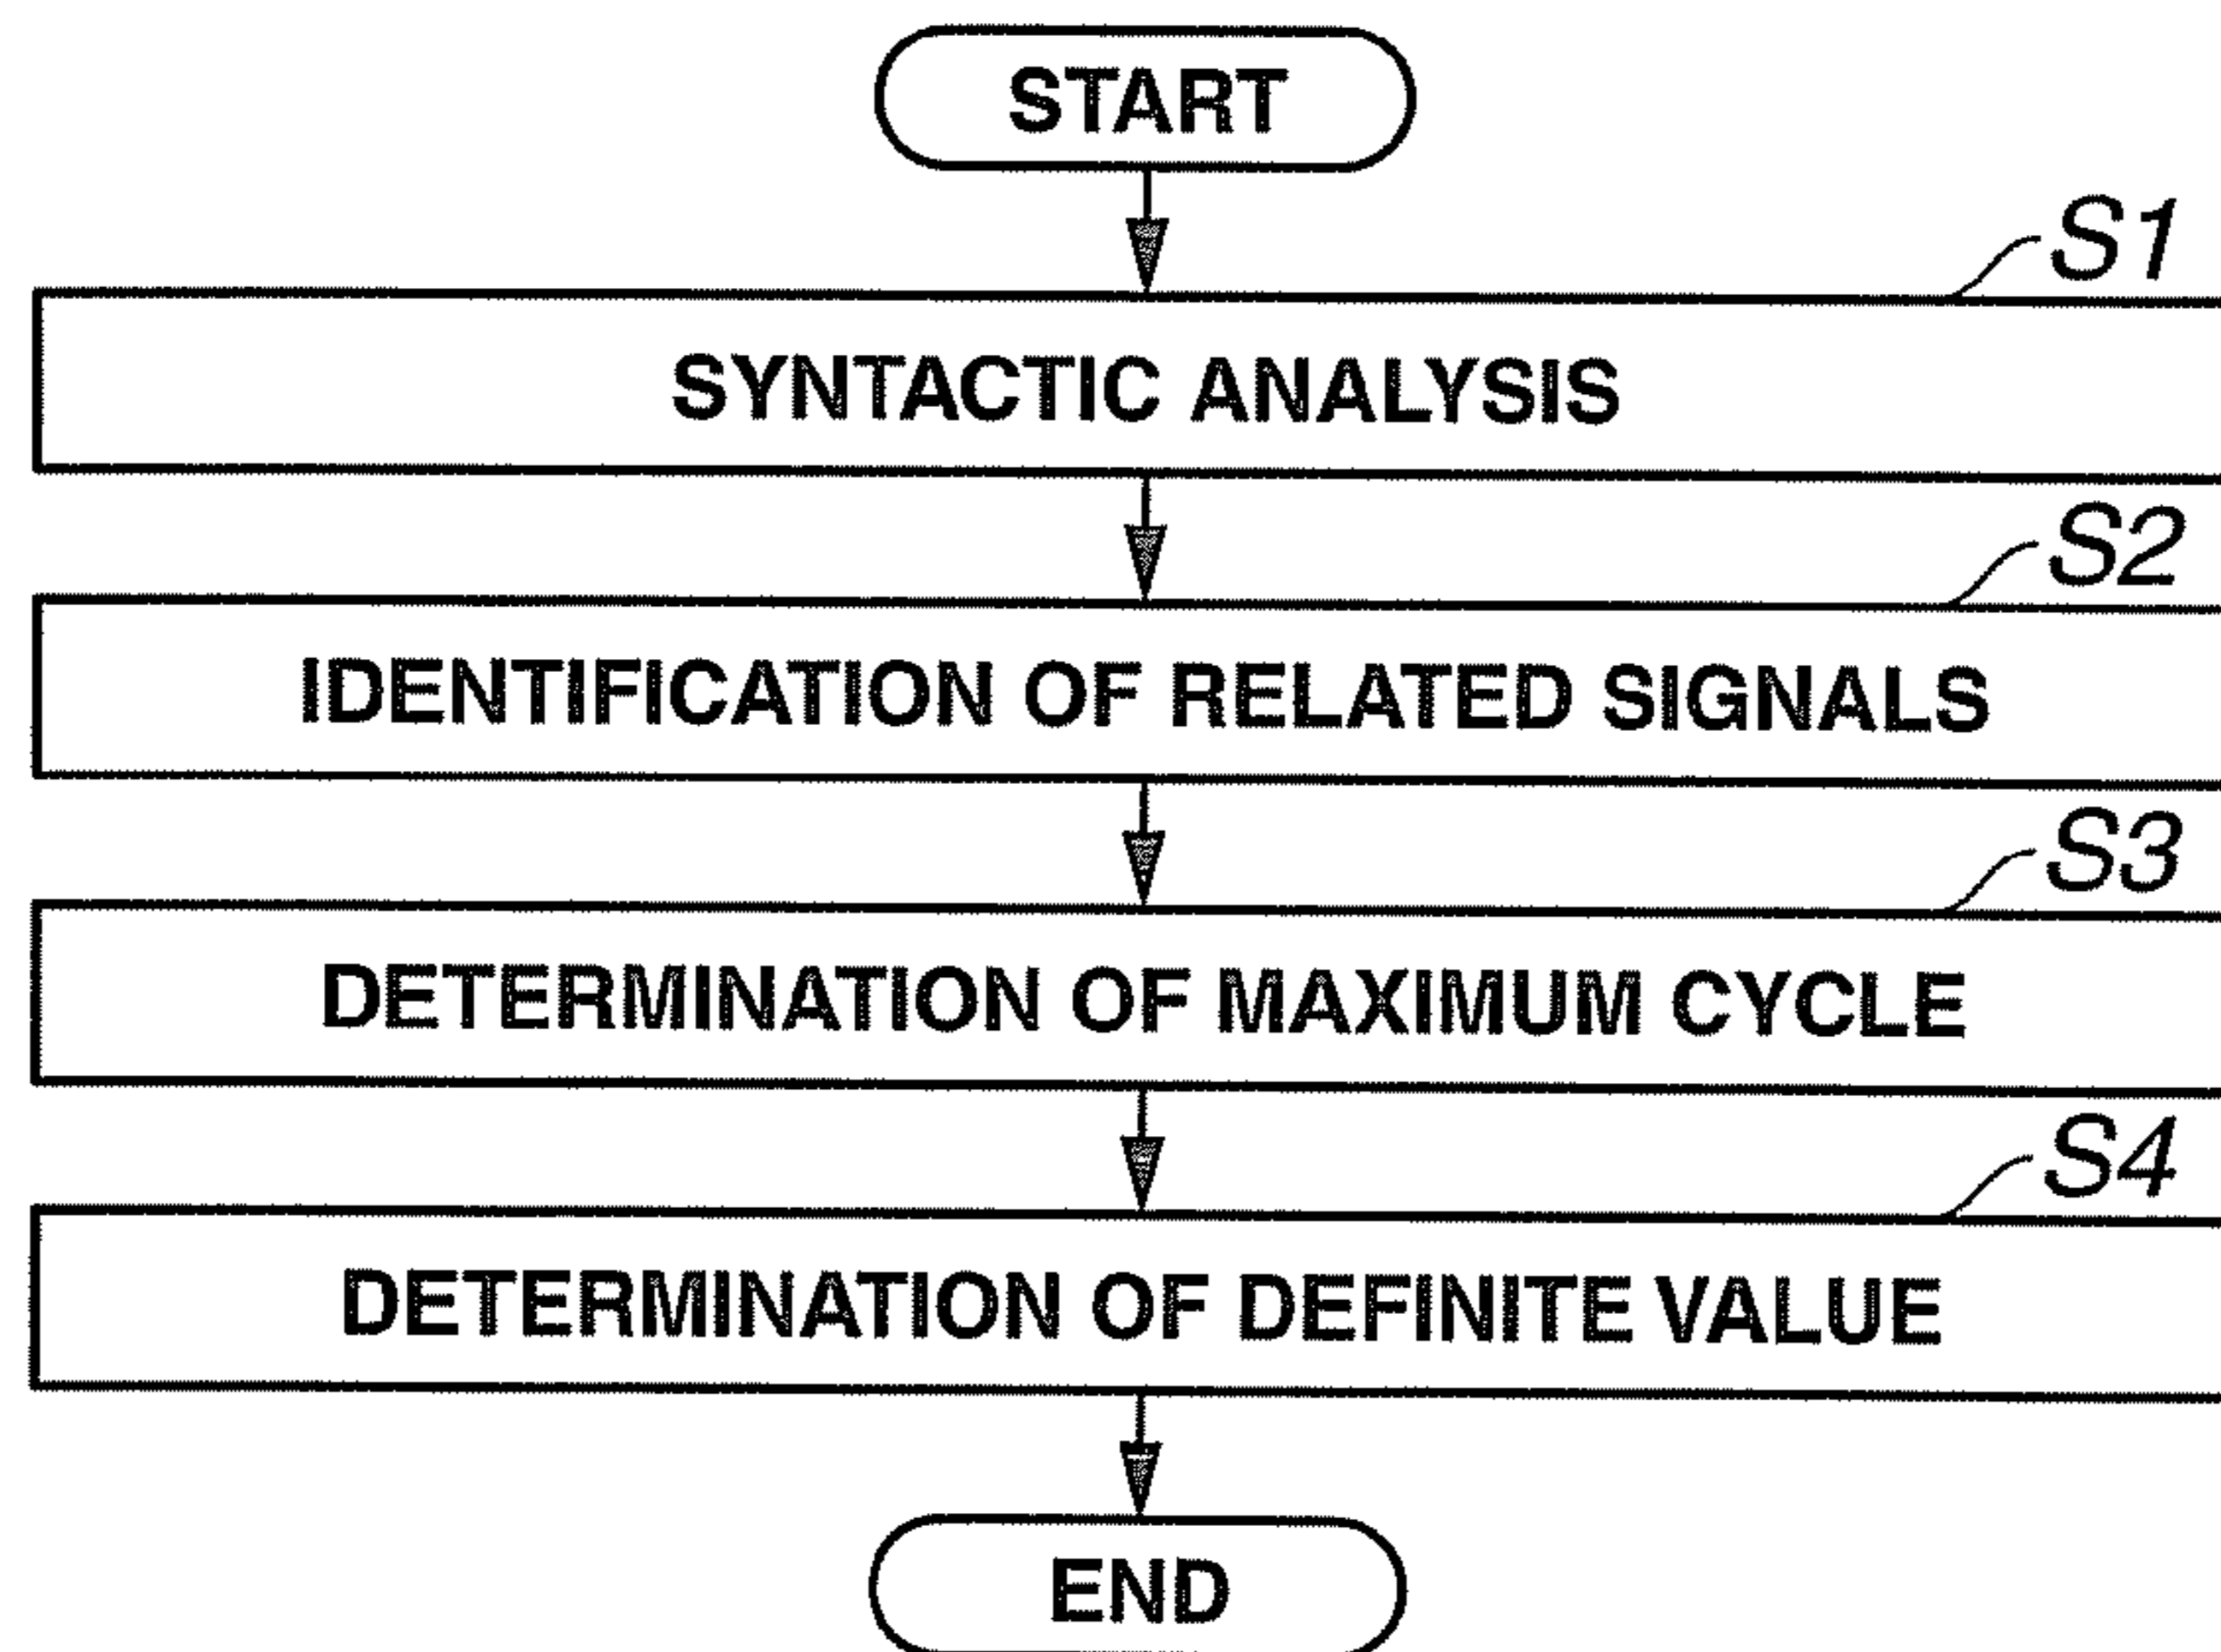 START
S1
SYNTACTIC ANALYSIS
S2
IDENTIFICATION OF RELATED SIGNALS
S3
DETERMINATION OF MAXIMUM CYCLE
S4
DETERMINATION OF DEFINITE VALUE
END